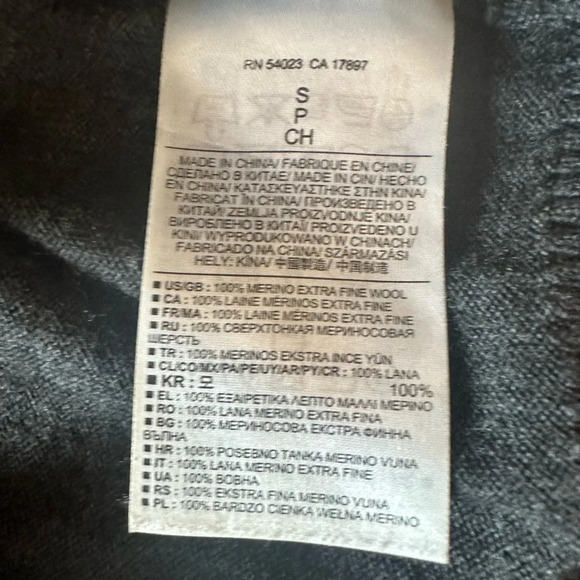 RN 54023 CA 17897
S
P
CH
MADE IN CHINA/ FABRIQUE EN CHINE/
СДЕЛАНО В КИТАЕ/ MADE IN CIN/ HECHO
EN CHINA/ ΚΑΤΑΣΚΕΥΑΣΤΗΚΕ ΣΤΗΝ ΚΙΝΑ/
FABRICAT ÎN CHINA/ ПРОИЗВЕДЕНО В
КИТАЙ/ ZEMLJA PROIZVODNJE KINA/
ВИРОБЛЕНО В КИТАЇ/ PROIZVEDENO U
KINI/ WYPRODUKOWANO W CHINACH/
FABRICADO NA CHINA/ SZÁRMAZÁSI
HELY: KÍNA/ 中国製造/ 中国制造
■ US/GB : 100% MERINO EXTRA FINE WOOL
■ CA : 100% LAINE MÉRINOS EXTRA FINE
■ FR/MA : 100% LAINE MÉRINOS EXTRA FINE
■ RU : 100% СВЕРХТОНКАЯ МЕРИНОСОВАЯ
ШЕРСТЬ
■ TR : 100% MERINOS EKSTRA INCE YÜN
■ CL/CO/MX/PA/PE/UY/AR/PY/CR : 100% LANA
■ KR : 모 100%
■ EL : 100% ΕΞΑΙΡΕΤΙΚΑ ΛΕΠΤΟ ΜΑΛΛΙ ΜΕΡΙΝΟ
■ RO : 100% LANA MERINO EXTRA FINA
■ BG : 100% МЕРИНОСОВА ЕКСТРА ФИННА
ВЪЛНА
■ HR : 100% POSEBNO TANKA MERINO VUNA
■ IT : 100% LANA MERINO EXTRA FINE
■ UA : 100% ВОВНА
■ RS : 100% EKSTRA FINA MERINO VUNA
■ PL : 100% BARDZO CIENKA WEŁNA MERINO